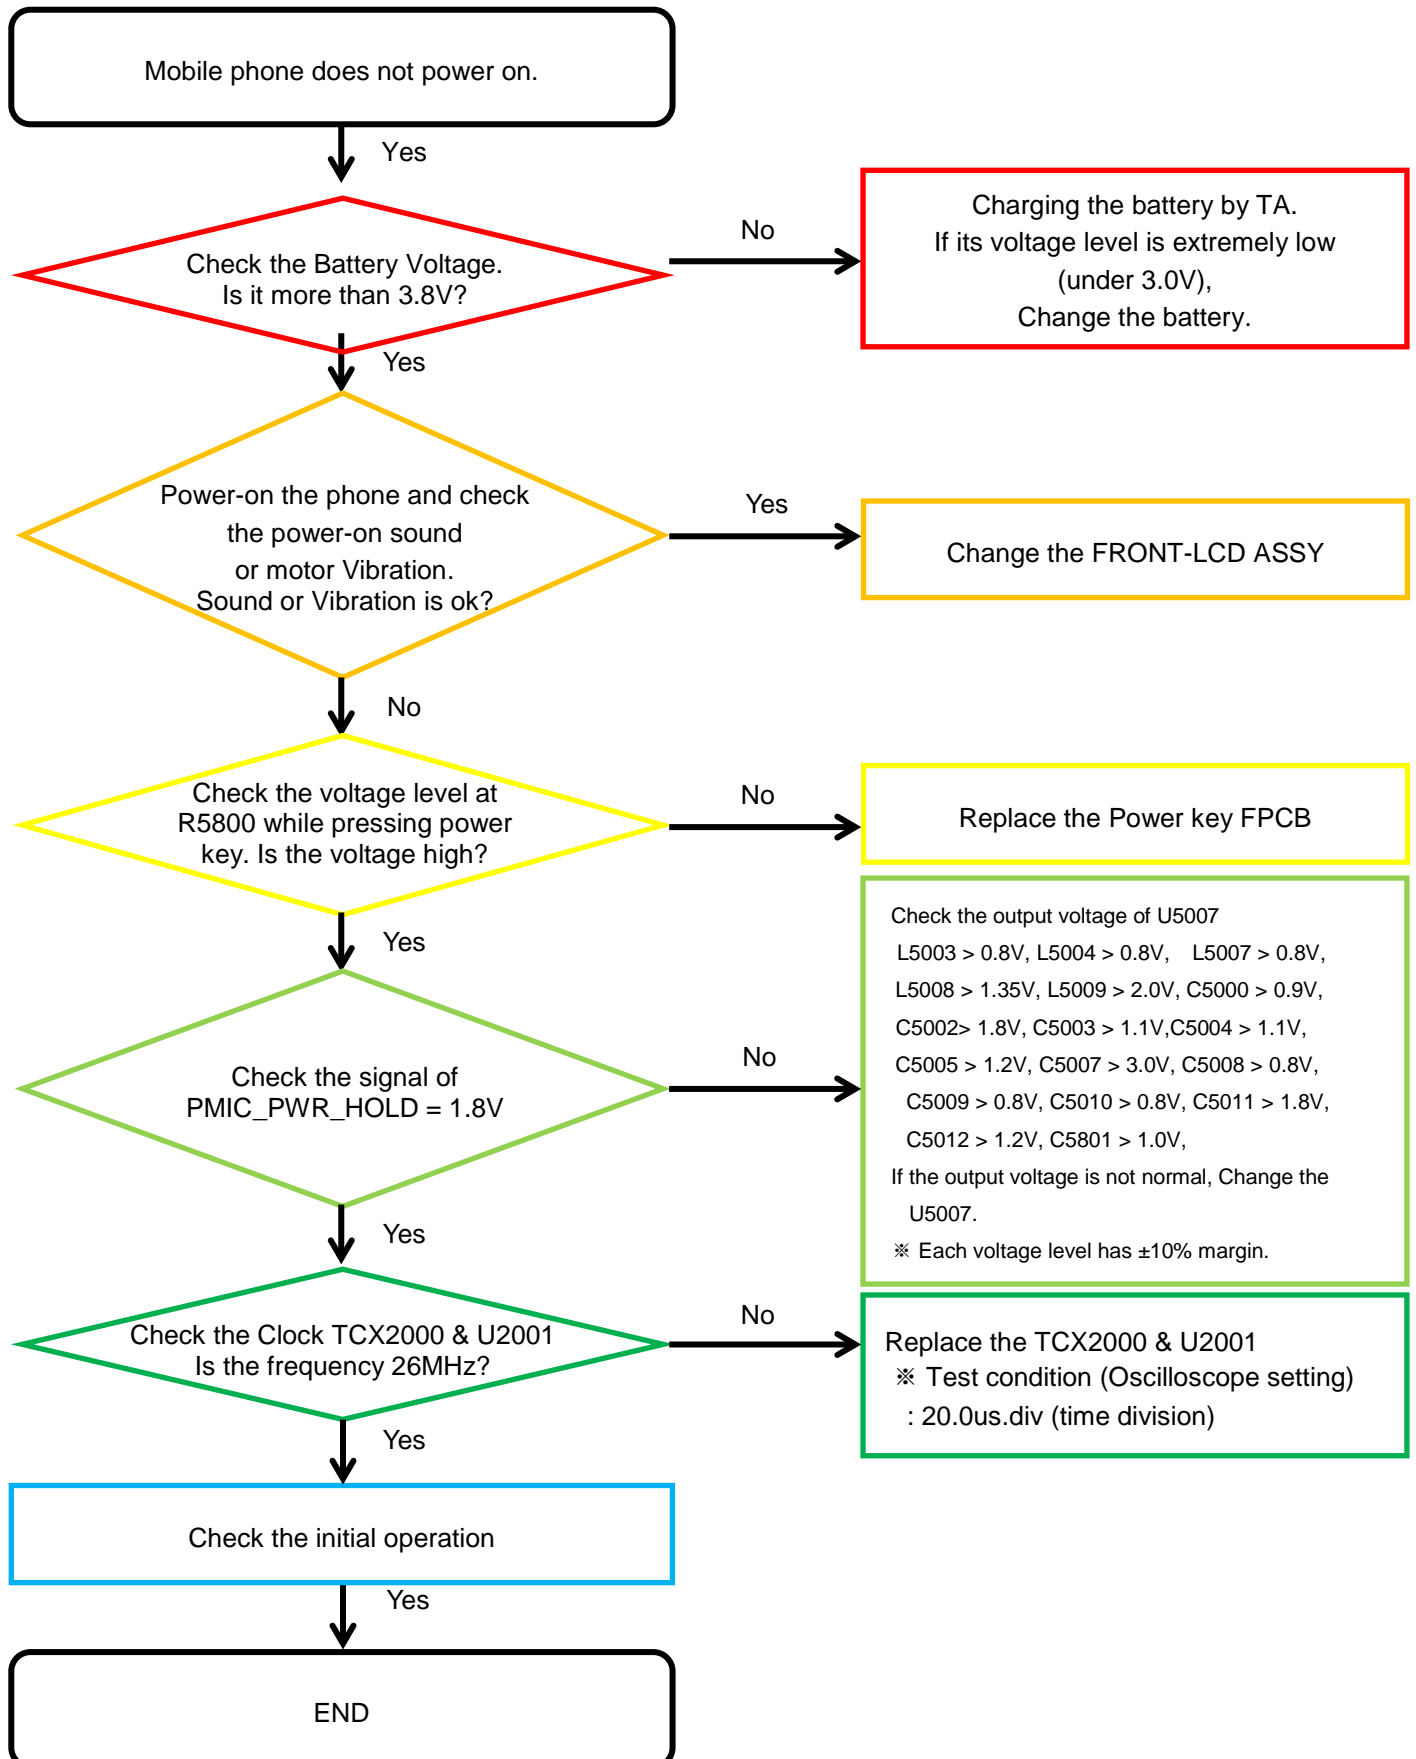 Mobile phone does not power on.
Yes
Check the Battery Voltage.
Is it more than 3.8V?
No
Charging the battery by TA.
If its voltage level is extremely low
(under 3.0V),
Change the battery.
Yes
Power-on the phone and check
the power-on sound
or motor Vibration.
Sound or Vibration is ok?
Yes
Change the FRONT-LCD ASSY
No
Check the voltage level at
R5800 while pressing power
key. Is the voltage high?
No
Replace the Power key FPCB
Yes
Check the signal of
PMIC_PWR_HOLD = 1.8V
No
Check the output voltage of U5007
L5003 > 0.8V, L5004 > 0.8V, L5007 > 0.8V,
L5008 > 1.35V, L5009 > 2.0V, C5000 > 0.9V,
C5002> 1.8V, C5003 > 1.1V,C5004 > 1.1V,
C5005 > 1.2V, C5007 > 3.0V, C5008 > 0.8V,
C5009 > 0.8V, C5010 > 0.8V, C5011 > 1.8V,
C5012 > 1.2V, C5801 > 1.0V,
If the output voltage is not normal, Change the
U5007.
※ Each voltage level has ±10% margin.
Yes
Check the Clock TCX2000 & U2001
Is the frequency 26MHz?
No
Replace the TCX2000 & U2001
※ Test condition (Oscilloscope setting)
: 20.0us.div (time division)
Yes
Check the initial operation
Yes
END